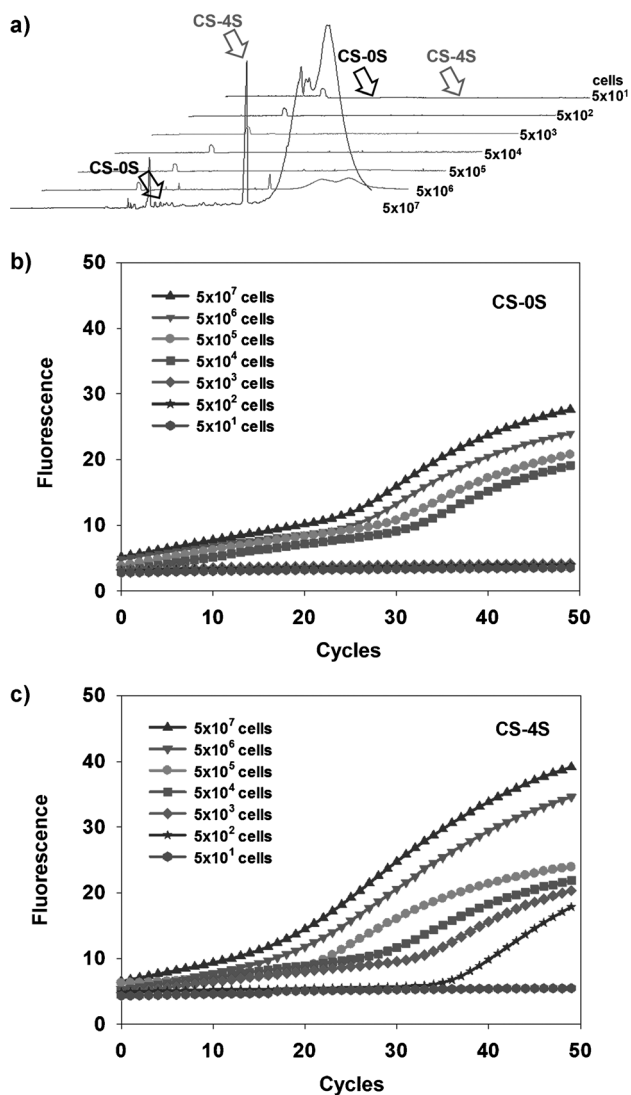 a)
CS-4S
CS-0S
CS-4S
cells
5x10¹
5x10²
5x10³
5x10⁴
CS-0S
5x10⁵
5x10⁶
5x10⁷
b)
50
40
30
20
10
0
Fluorescence
5x10⁷ cells
5x10⁶ cells
5x10⁵ cells
5x10⁴ cells
5x10³ cells
5x10² cells
5x10¹ cells
CS-0S
0 10 20 30 40 50
Cycles
c)
50
40
30
20
10
0
Fluorescence
5x10⁷ cells
5x10⁶ cells
5x10⁵ cells
5x10⁴ cells
5x10³ cells
5x10² cells
5x10¹ cells
CS-4S
0 10 20 30 40 50
Cycles